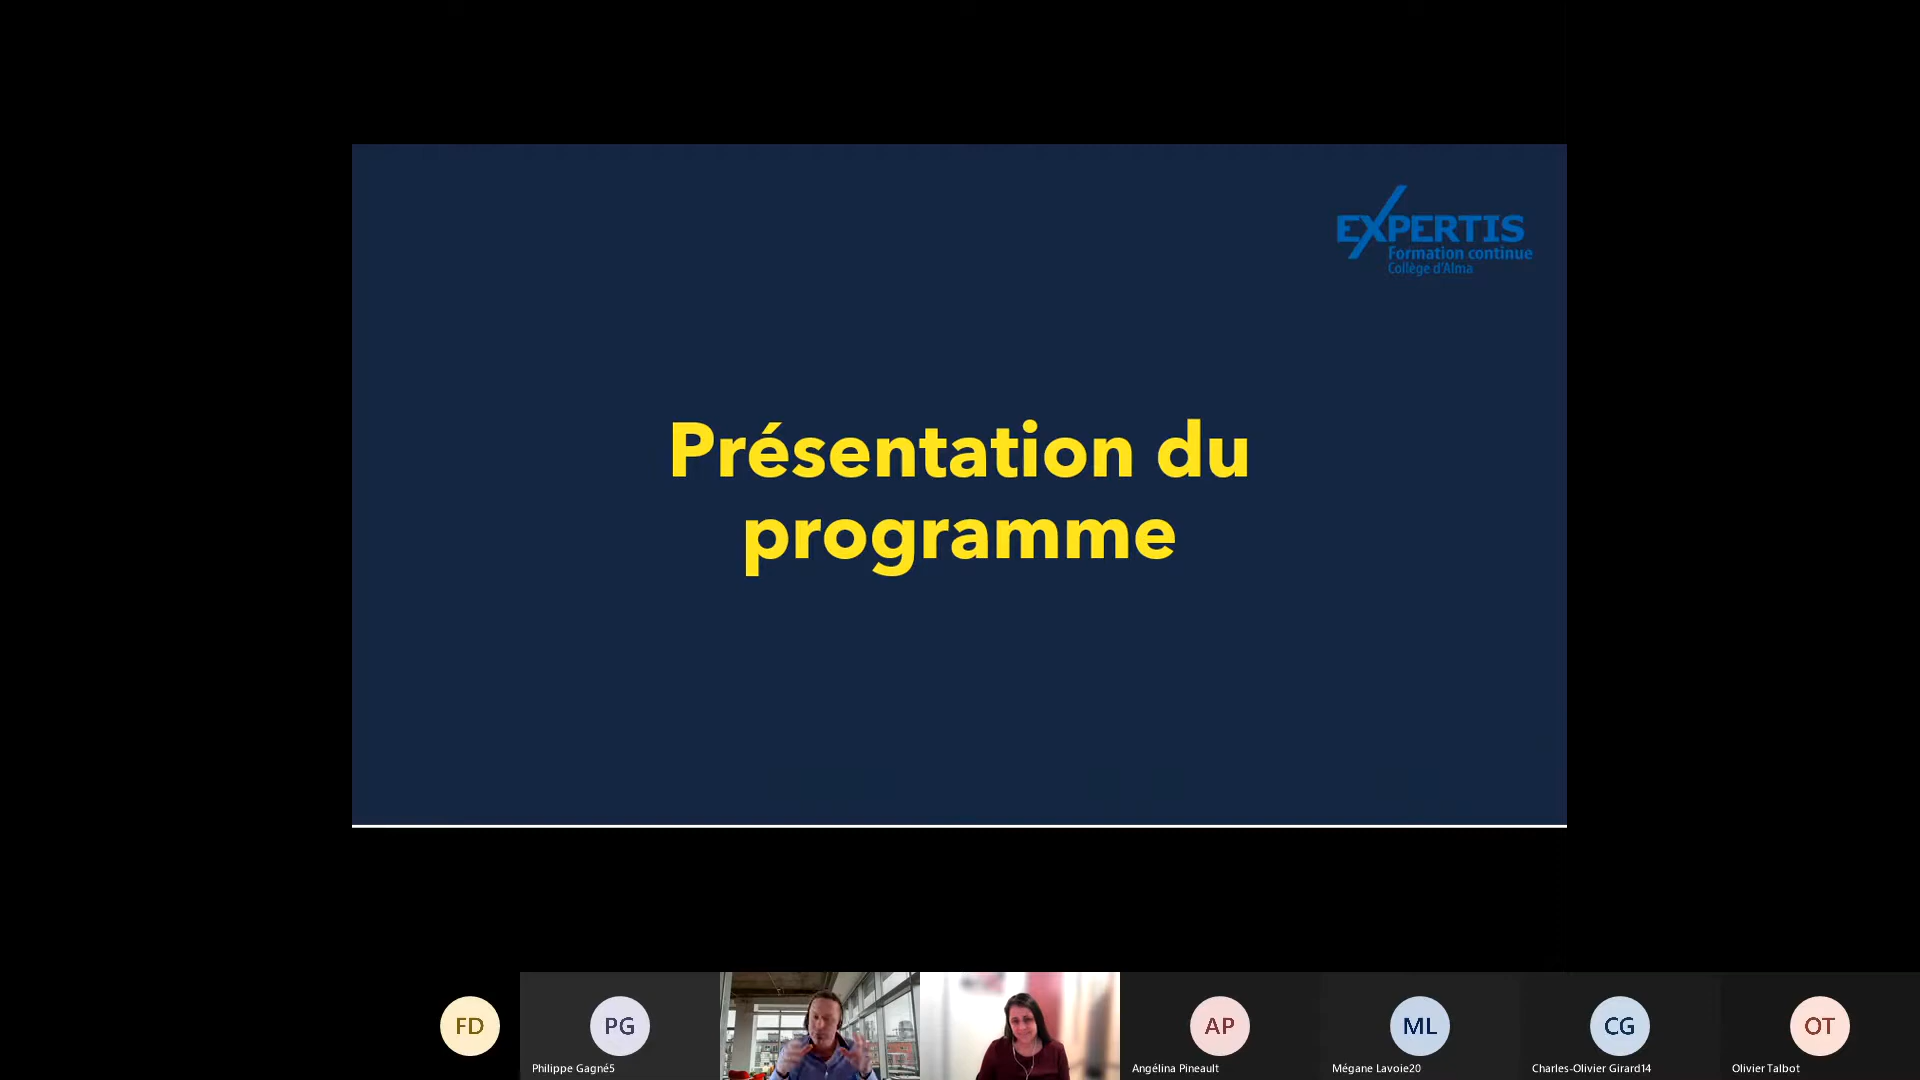 EXPERTIS
Formation continue
Collège d'Alma
Présentation du
programme
FD
PG
AP
ML
CG
OT
Philippe Gagné5
Angélina Pineault
Mégane Lavoie20
Charles-Olivier Girard14
Olivier Talbot